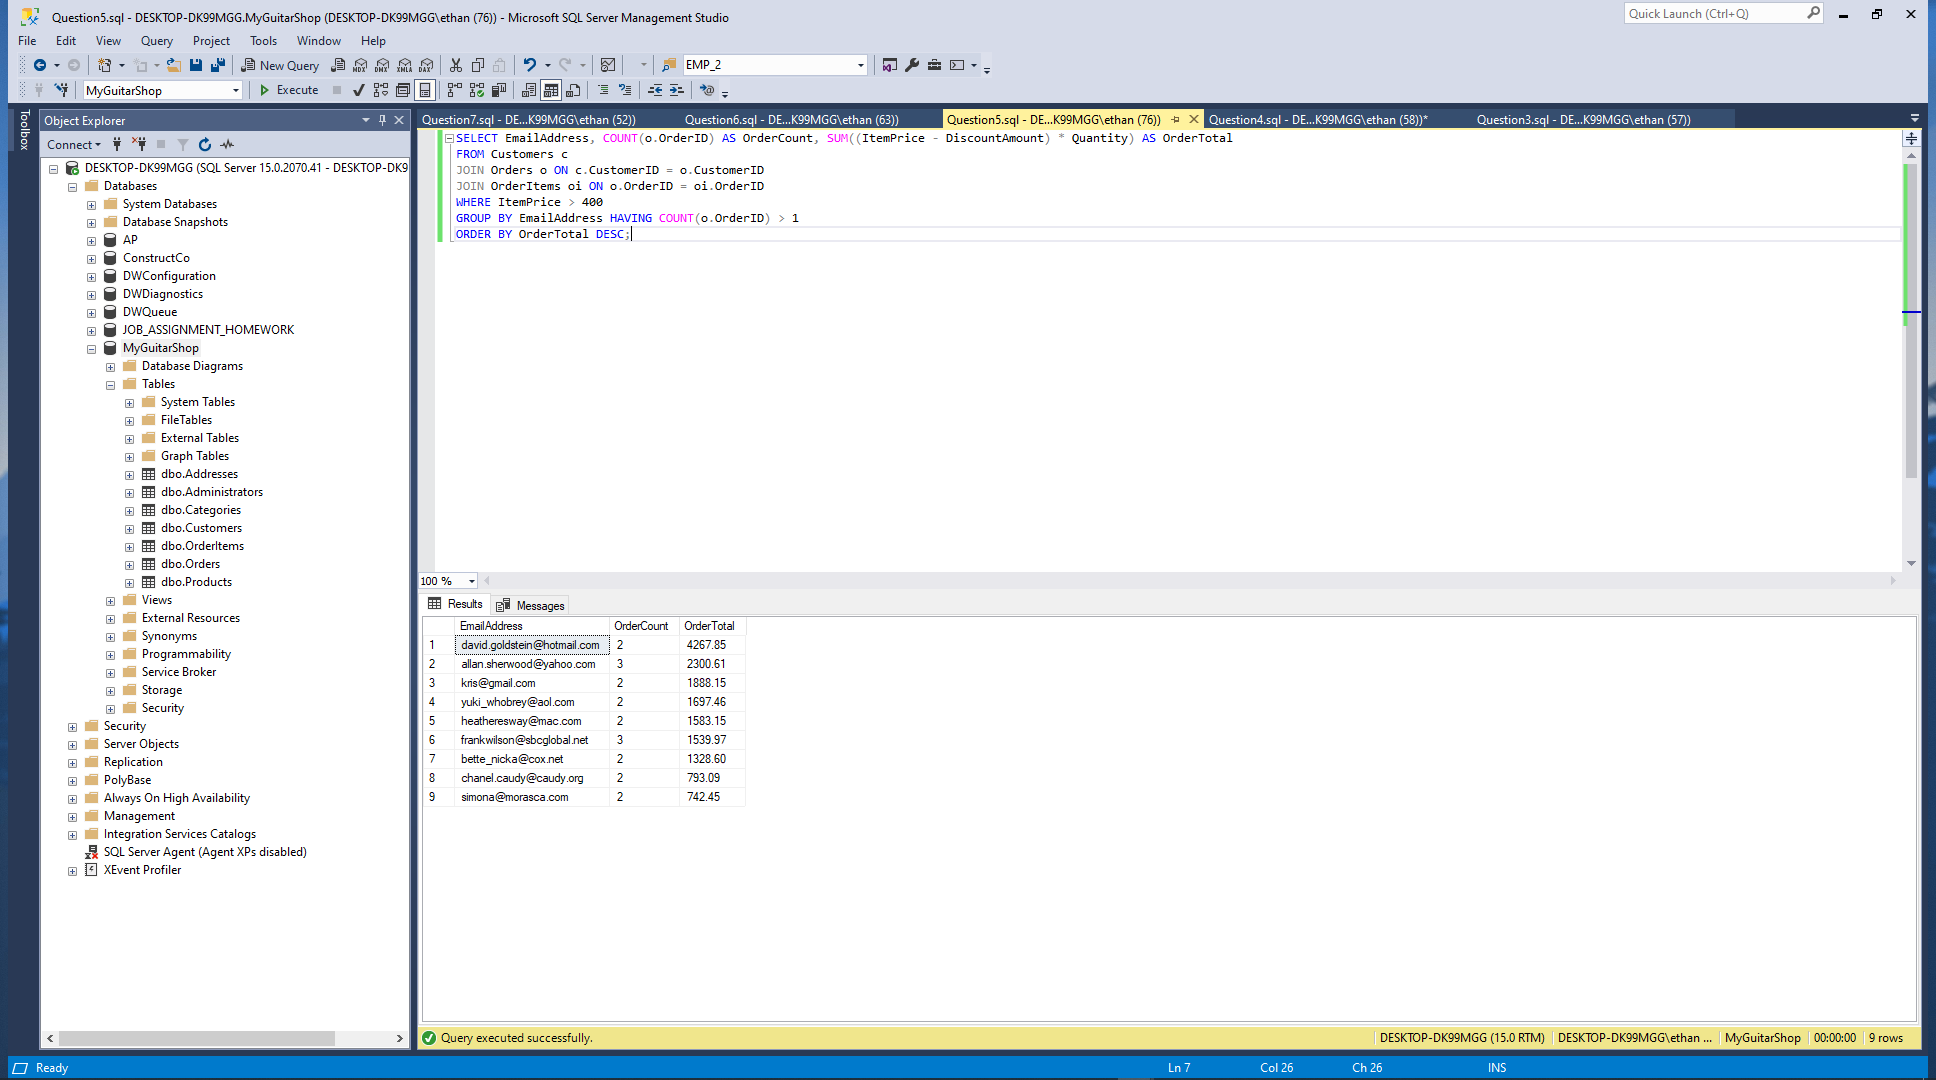 Question5.sql - DESKTOP-DK99MGG.MyGuitarShop (DESKTOP-DK99MGG\ethan (76)) - Microsoft SQL Server Management Studio
Quick Launch (Ctrl+Q)
File Edit View Query Project Tools Window Help
New Query
MDX DMX XMLA DAX
EMP_2
MyGuitarShop
Execute
Toolbox
Object Explorer
Connect
DESKTOP-DK99MGG (SQL Server 15.0.2070.41 - DESKTOP-DK9
Databases
System Databases
Database Snapshots
AP
ConstructCo
DWConfiguration
DWDiagnostics
DWQueue
JOB_ASSIGNMENT_HOMEWORK
MyGuitarShop
Database Diagrams
Tables
System Tables
FileTables
External Tables
Graph Tables
dbo.Addresses
dbo.Administrators
dbo.Categories
dbo.Customers
dbo.OrderItems
dbo.Orders
dbo.Products
Views
External Resources
Synonyms
Programmability
Service Broker
Storage
Security
Security
Server Objects
Replication
PolyBase
Always On High Availability
Management
Integration Services Catalogs
SQL Server Agent (Agent XPs disabled)
XEvent Profiler
Question7.sql - DE...K99MGG\ethan (52)) Question6.sql - DE...K99MGG\ethan (63)) Question5.sql - DE...K99MGG\ethan (76)) Question4.sql - DE...K99MGG\ethan (58))* Question3.sql - DE...K99MGG\ethan (57))
SELECT EmailAddress, COUNT(o.OrderID) AS OrderCount, SUM((ItemPrice - DiscountAmount) * Quantity) AS OrderTotal
FROM Customers c
JOIN Orders o ON c.CustomerID = o.CustomerID
JOIN OrderItems oi ON o.OrderID = oi.OrderID
WHERE ItemPrice > 400
GROUP BY EmailAddress HAVING COUNT(o.OrderID) > 1
ORDER BY OrderTotal DESC;
100 %
Results Messages
EmailAddress OrderCount OrderTotal
1 david.goldstein@hotmail.com 2 4267.85
2 allan.sherwood@yahoo.com 3 2300.61
3 kris@gmail.com 2 1888.15
4 yuki_whobrey@aol.com 2 1697.46
5 heatheresway@mac.com 2 1583.15
6 frankwilson@sbcglobal.net 3 1539.97
7 bette_nicka@cox.net 2 1328.60
8 chanel.caudy@caudy.org 2 793.09
9 simona@morasca.com 2 742.45
Query executed successfully. DESKTOP-DK99MGG (15.0 RTM) DESKTOP-DK99MGG\ethan ... MyGuitarShop 00:00:00 9 rows
Ready Ln 7 Col 26 Ch 26 INS